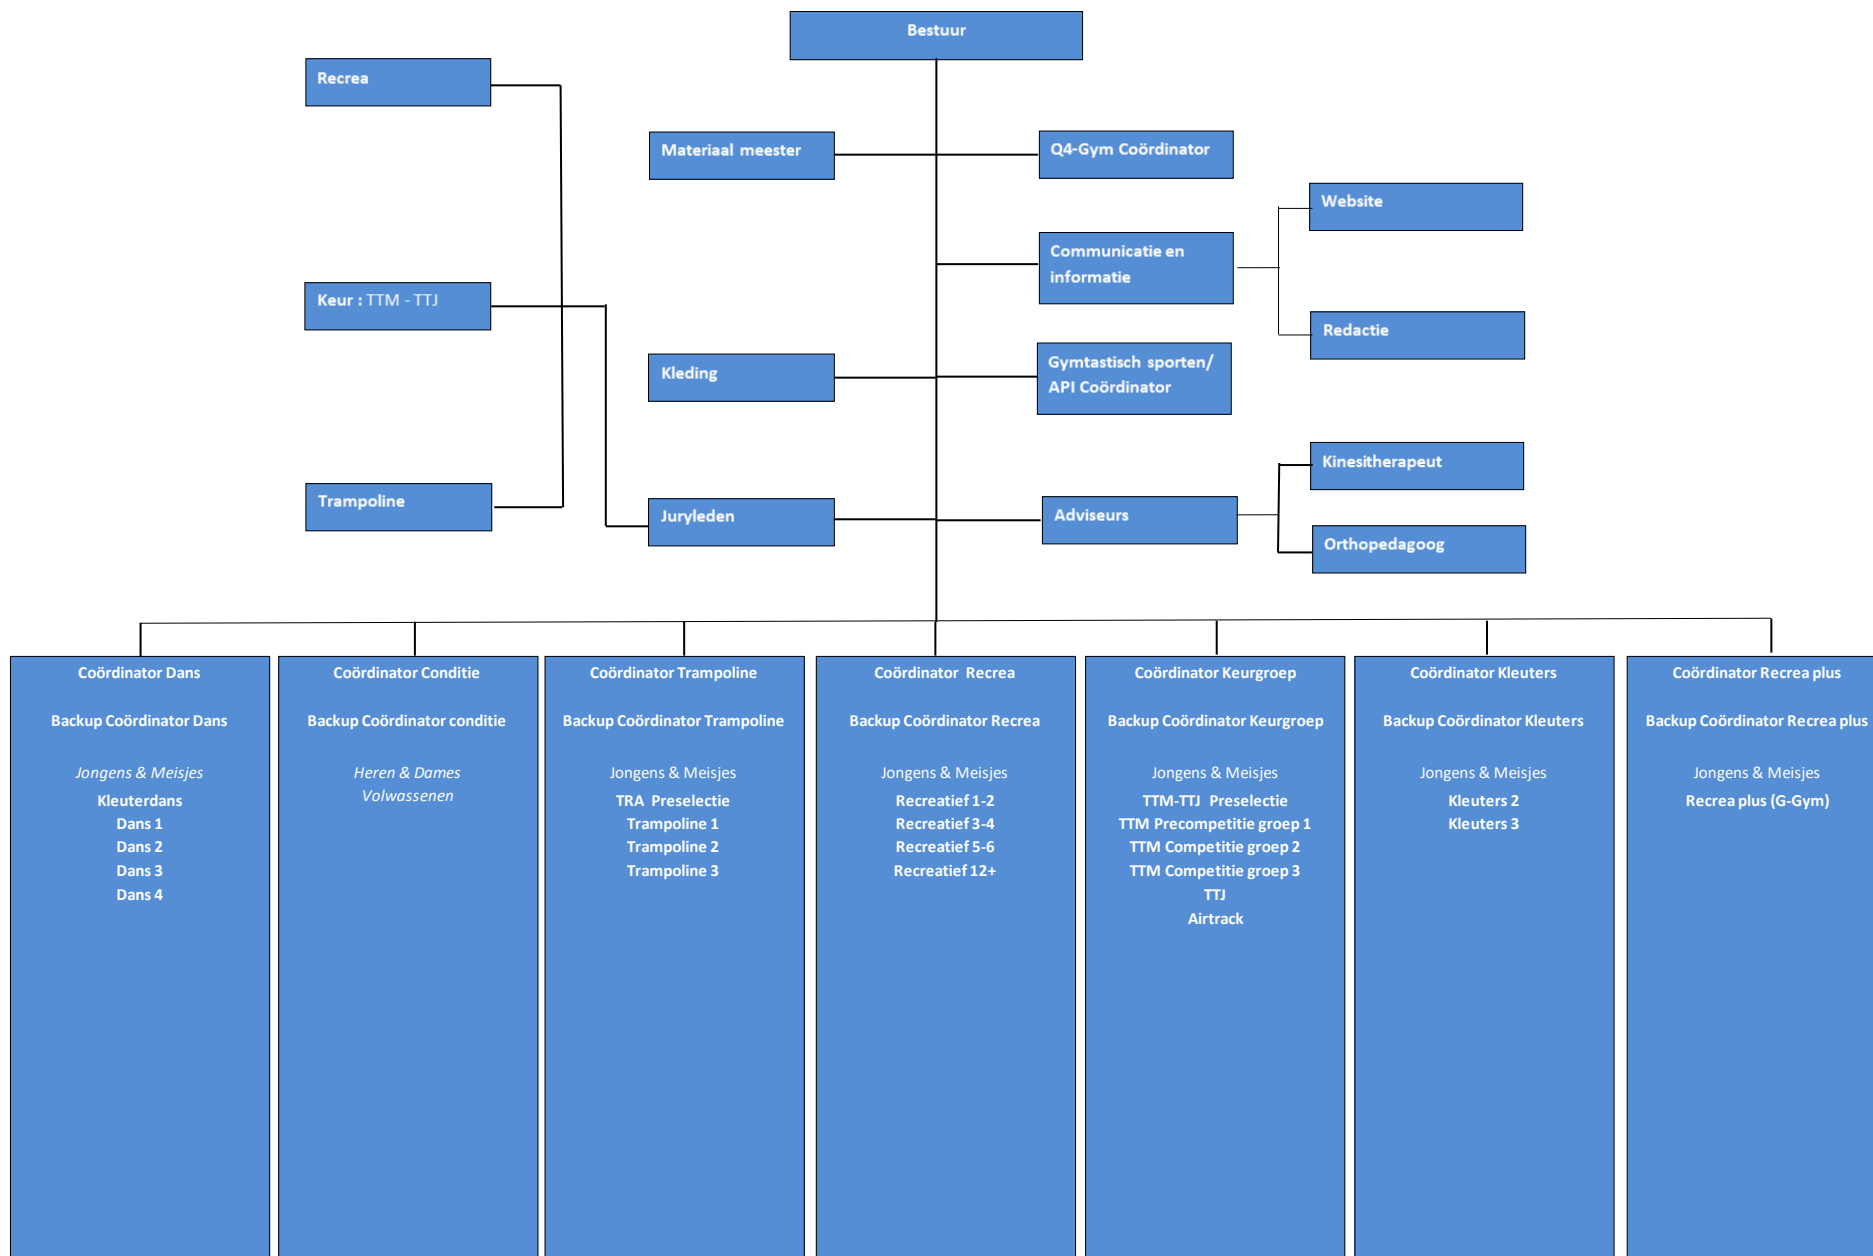 Bestuur
Recrea
Materiaal meester
Q4-Gym Coördinator
Website
Communicatie en
informatie
Keur : TTM - TTJ
Redactie
Kleding
Gymtastisch sporten/
API Coördinator
Kinesitherapeut
Trampoline
Juryleden
Adviseurs
Orthopedagoog
Coördinator Dans
Backup Coördinator Dans
Jongens & Meisjes
Kleuterdans
Dans 1
Dans 2
Dans 3
Dans 4
Coördinator Conditie
Backup Coördinator conditie
Heren & Dames
Volwassenen
Coördinator Trampoline
Backup Coördinator Trampoline
Jongens & Meisjes
TRA Preselectie
Trampoline 1
Trampoline 2
Trampoline 3
Coördinator Recrea
Backup Coördinator Recrea
Jongens & Meisjes
Recreatief 1-2
Recreatief 3-4
Recreatief 5-6
Recreatief 12+
Coördinator Keurgroep
Backup Coördinator Keurgroep
Jongens & Meisjes
TTM-TTJ Preselectie
TTM Precompetitie groep 1
TTM Competitie groep 2
TTM Competitie groep 3
TTJ
Airtrack
Coördinator Kleuters
Backup Coördinator Kleuters
Jongens & Meisjes
Kleuters 2
Kleuters 3
Coördinator Recrea plus
Backup Coördinator Recrea plus
Jongens & Meisjes
Recrea plus (G-Gym)